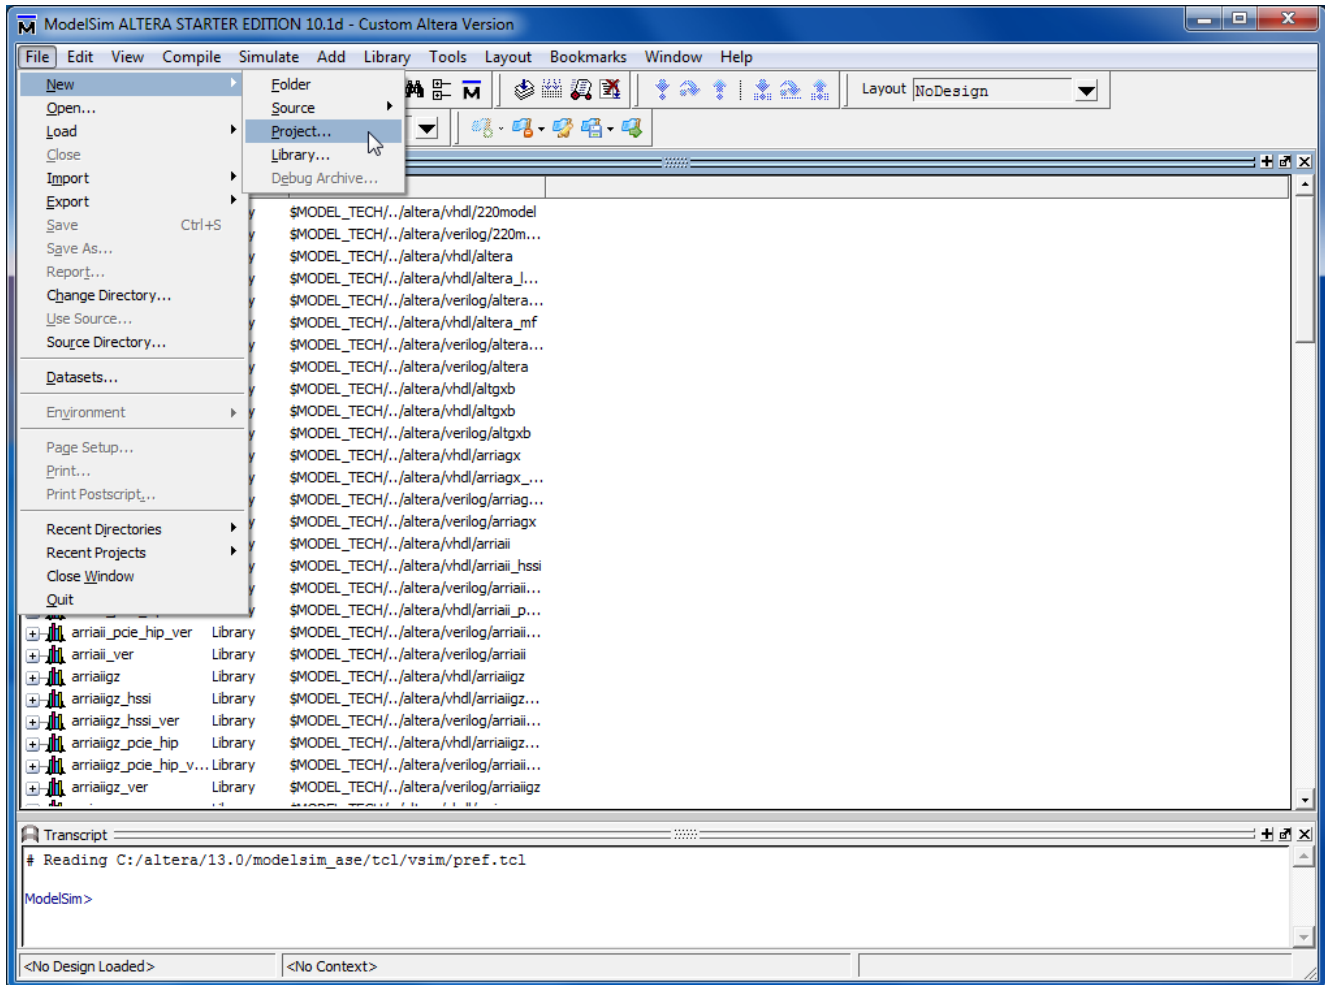 ModelSim ALTERA STARTER EDITION 10.1d - Custom Altera Version
File Edit View Compile Simulate Add Library Tools Layout Bookmarks Window Help
New
Open...
Load
Close
Import
Export
Save Ctrl+S
Save As...
Report...
Change Directory...
Use Source...
Source Directory...
Datasets...
Environment
Page Setup...
Print...
Print Postscript...
Recent Directories
Recent Projects
Close Window
Quit
Folder
Source
Project...
Library...
Debug Archive...
Layout NoDesign
y $MODEL_TECH/../altera/vhdl/220model
y $MODEL_TECH/../altera/verilog/220m...
y $MODEL_TECH/../altera/vhdl/altera
y $MODEL_TECH/../altera/vhdl/altera_l...
y $MODEL_TECH/../altera/verilog/altera...
y $MODEL_TECH/../altera/vhdl/altera_mf
y $MODEL_TECH/../altera/verilog/altera...
y $MODEL_TECH/../altera/verilog/altera
y $MODEL_TECH/../altera/vhdl/altgxb
y $MODEL_TECH/../altera/vhdl/altgxb
y $MODEL_TECH/../altera/verilog/altgxb
y $MODEL_TECH/../altera/vhdl/arriagx
y $MODEL_TECH/../altera/vhdl/arriagx_...
y $MODEL_TECH/../altera/verilog/arriag...
y $MODEL_TECH/../altera/verilog/arriagx
y $MODEL_TECH/../altera/vhdl/arriaii
y $MODEL_TECH/../altera/vhdl/arriaii_hssi
y $MODEL_TECH/../altera/verilog/arriaii...
y $MODEL_TECH/../altera/vhdl/arriaii_p...
arriaii_pcie_hip_ver Library $MODEL_TECH/../altera/verilog/arriaii...
arriaii_ver Library $MODEL_TECH/../altera/verilog/arriaii
arriaiigz Library $MODEL_TECH/../altera/vhdl/arriaiigz
arriaiigz_hssi Library $MODEL_TECH/../altera/vhdl/arriaiigz...
arriaiigz_hssi_ver Library $MODEL_TECH/../altera/verilog/arriaii...
arriaiigz_pcie_hip Library $MODEL_TECH/../altera/vhdl/arriaiigz...
arriaiigz_pcie_hip_v... Library $MODEL_TECH/../altera/verilog/arriaii...
arriaiigz_ver Library $MODEL_TECH/../altera/verilog/arriaiigz
Transcript
# Reading C:/altera/13.0/modelsim_ase/tcl/vsim/pref.tcl
ModelSim>
<No Design Loaded> <No Context>